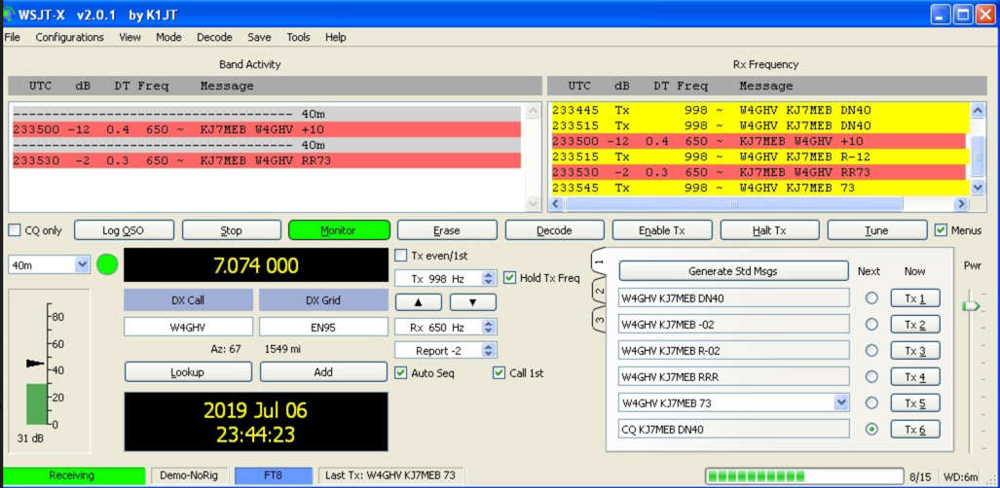 WSJT-X v2.0.1 by K1JT
File Configurations View Mode Decode Save Tools Help
Band Activity
UTC dB DT Freq Message
------------------------------------ 40m
233500 -12 0.4 650 ~ KJ7MEB W4GHV +10
------------------------------------ 40m
233530 -2 0.3 650 ~ KJ7MEB W4GHV RR73
Rx Frequency
UTC dB DT Freq Message
233445 Tx 998 ~ W4GHV KJ7MEB DN40
233515 Tx 998 ~ W4GHV KJ7MEB DN40
233500 -12 0.4 650 ~ KJ7MEB W4GHV +10
233515 Tx 998 ~ W4GHV KJ7MEB R-12
233530 -2 0.3 650 ~ KJ7MEB W4GHV RR73
233545 Tx 998 ~ W4GHV KJ7MEB 73
CQ only Log QSO Stop Monitor Erase Decode Enable Tx Halt Tx Tune Menus
40m
7.074 000
DX Call DX Grid
W4GHV EN95
Az: 67 1549 mi
Lookup Add
2019 Jul 06
23:44:23
-80
-60
-40
-20
-0
31 dB
Tx even/1st
Tx 998 Hz Hold Tx Freq
Rx 650 Hz
Report -2
Auto Seq Call 1st
1
2
3
Generate Std Msgs Next Now
W4GHV KJ7MEB DN40 Tx 1
W4GHV KJ7MEB -02 Tx 2
W4GHV KJ7MEB R-02 Tx 3
W4GHV KJ7MEB RRR Tx 4
W4GHV KJ7MEB 73 Tx 5
CQ KJ7MEB DN40 Tx 6
Pwr
Receiving Demo-NoRig FT8 Last Tx: W4GHV KJ7MEB 73 8/15 WD:6m